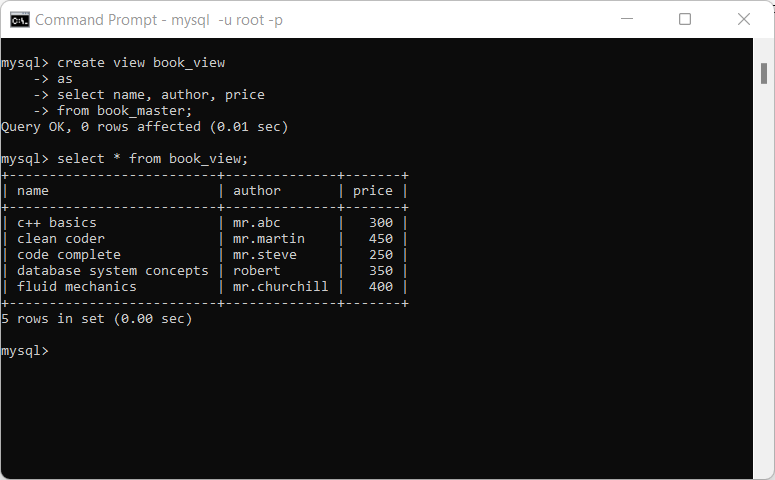 Command Prompt - mysql  -u root -p
mysql> create view book_view
    -> as
    -> select name, author, price
    -> from book_master;
Query OK, 0 rows affected (0.01 sec)
mysql> select * from book_view;
+--------------------------+--------------+-------+
| name                     | author       | price |
+--------------------------+--------------+-------+
| c++ basics               | mr.abc       |   300 |
| clean coder              | mr.martin    |   450 |
| code complete            | mr.steve     |   250 |
| database system concepts | robert       |   350 |
| fluid mechanics          | mr.churchill |   400 |
+--------------------------+--------------+-------+
5 rows in set (0.00 sec)
mysql>